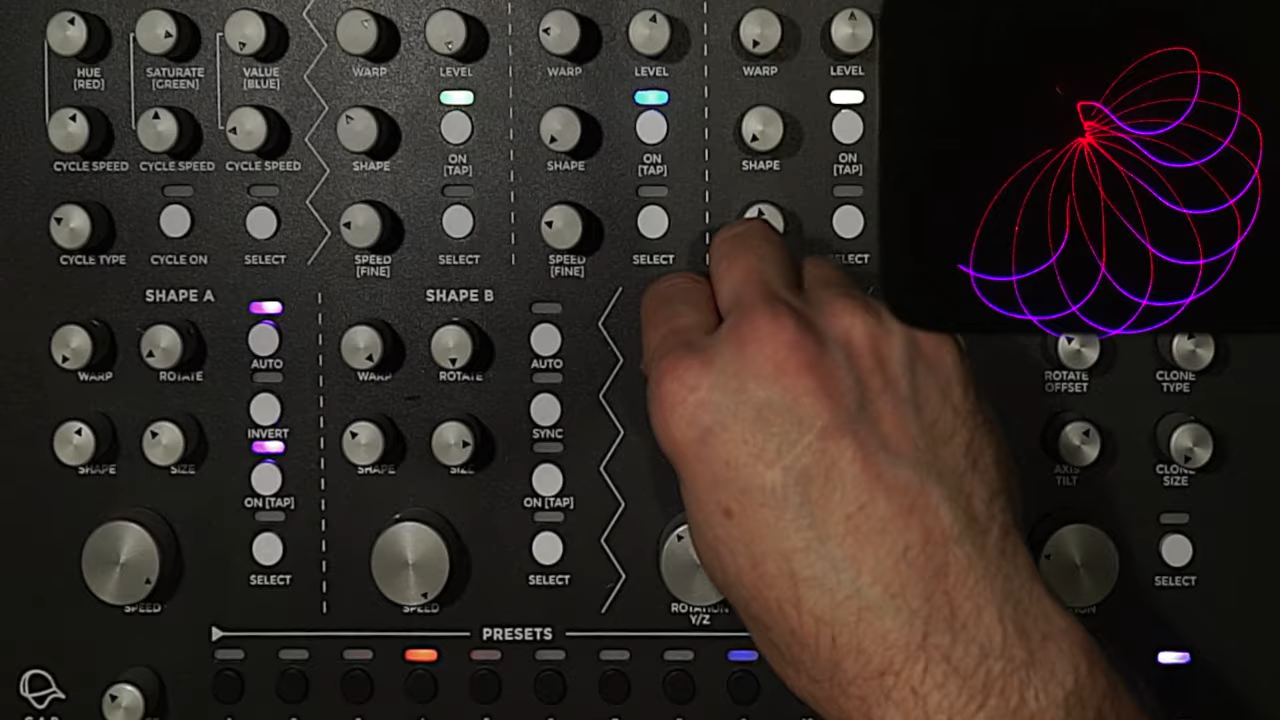 HUE
[RED]
SATURATE
[GREEN]
VALUE
[BLUE]
WARP
LEVEL
WARP
LEVEL
WARP
LEVEL
CYCLE SPEED
CYCLE SPEED
CYCLE SPEED
SHAPE
ON
[TAP]
SHAPE
ON
[TAP]
SHAPE
ON
[TAP]
CYCLE TYPE
CYCLE ON
SELECT
SPEED
[FINE]
SELECT
SPEED
[FINE]
SELECT
SELECT
SHAPE A
SHAPE B
WARP
ROTATE
AUTO
WARP
ROTATE
AUTO
ROTATE
OFFSET
CLONE
TYPE
INVERT
SYNC
SHAPE
SIZE
SHAPE
SIZE
AXIS
TILT
CLONE
SIZE
ON [TAP]
ON [TAP]
SELECT
SELECT
SELECT
SPEED
SPEED
ROTATION
Y/Z
PRESETS